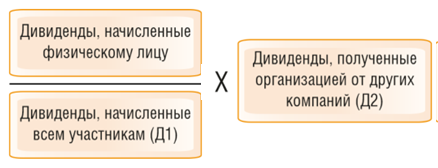 Дивиденды, начисленные
физическому лицу
Дивиденды, начисленные
всем участникам (Д1)
X
Дивиденды, полученные
организацией от других
компаний (Д2)